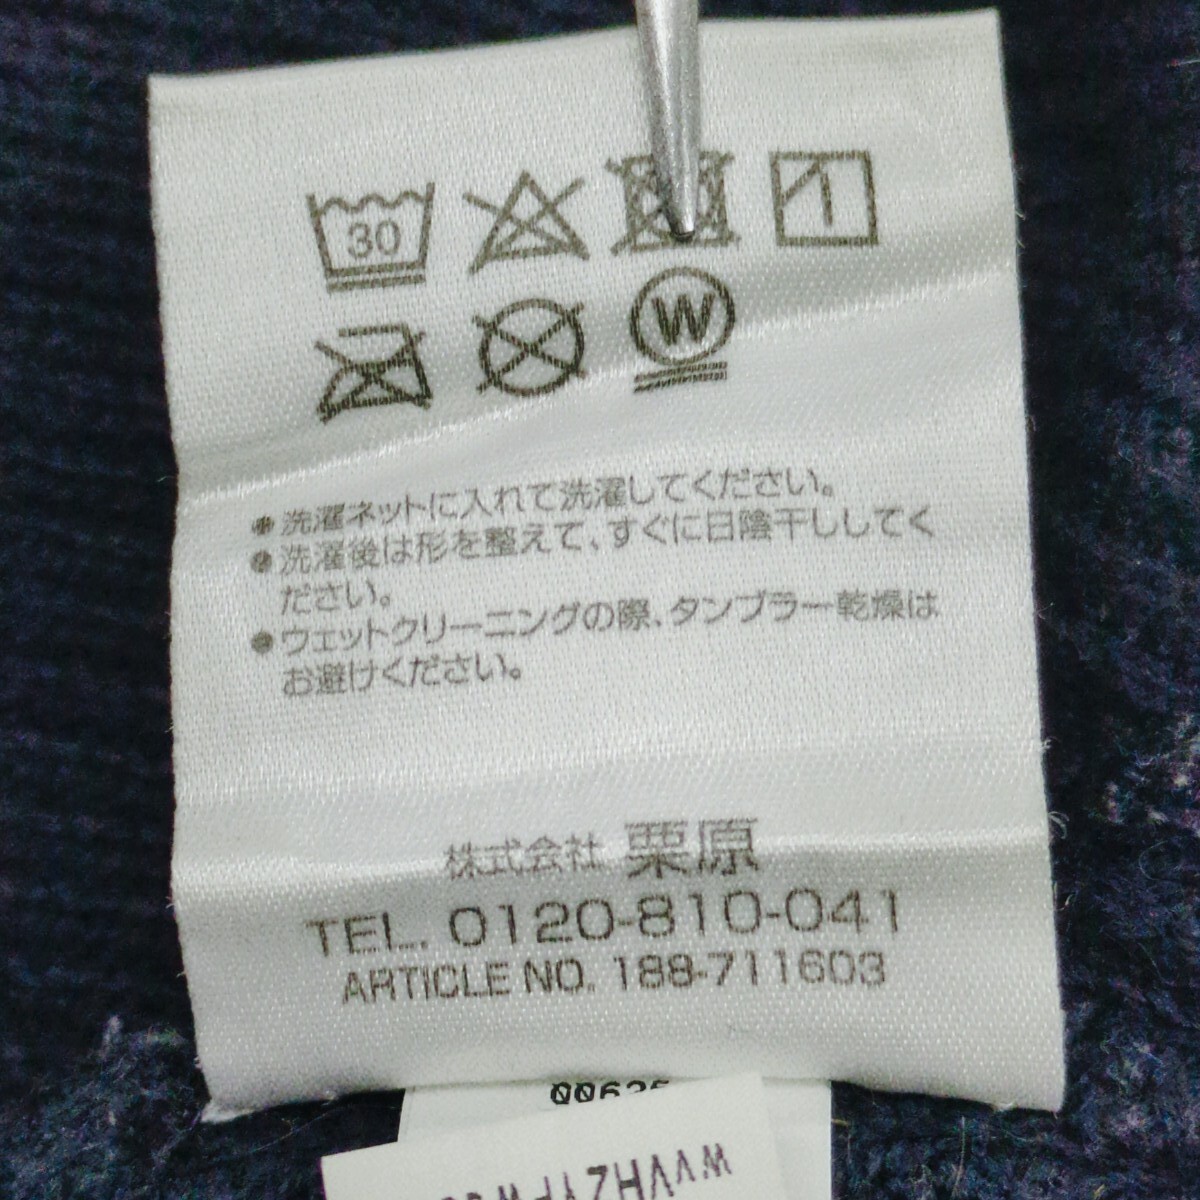 30
W
●洗濯ネットに入れて洗濯してください。
●洗濯後は形を整えて、すぐに日陰干ししてく
ださい。
●ウェットクリーニングの際、タンブラー乾燥は
お避けください。
株式会社 栗原
TEL. 0120-810-041
ARTICLE NO. 188-711603